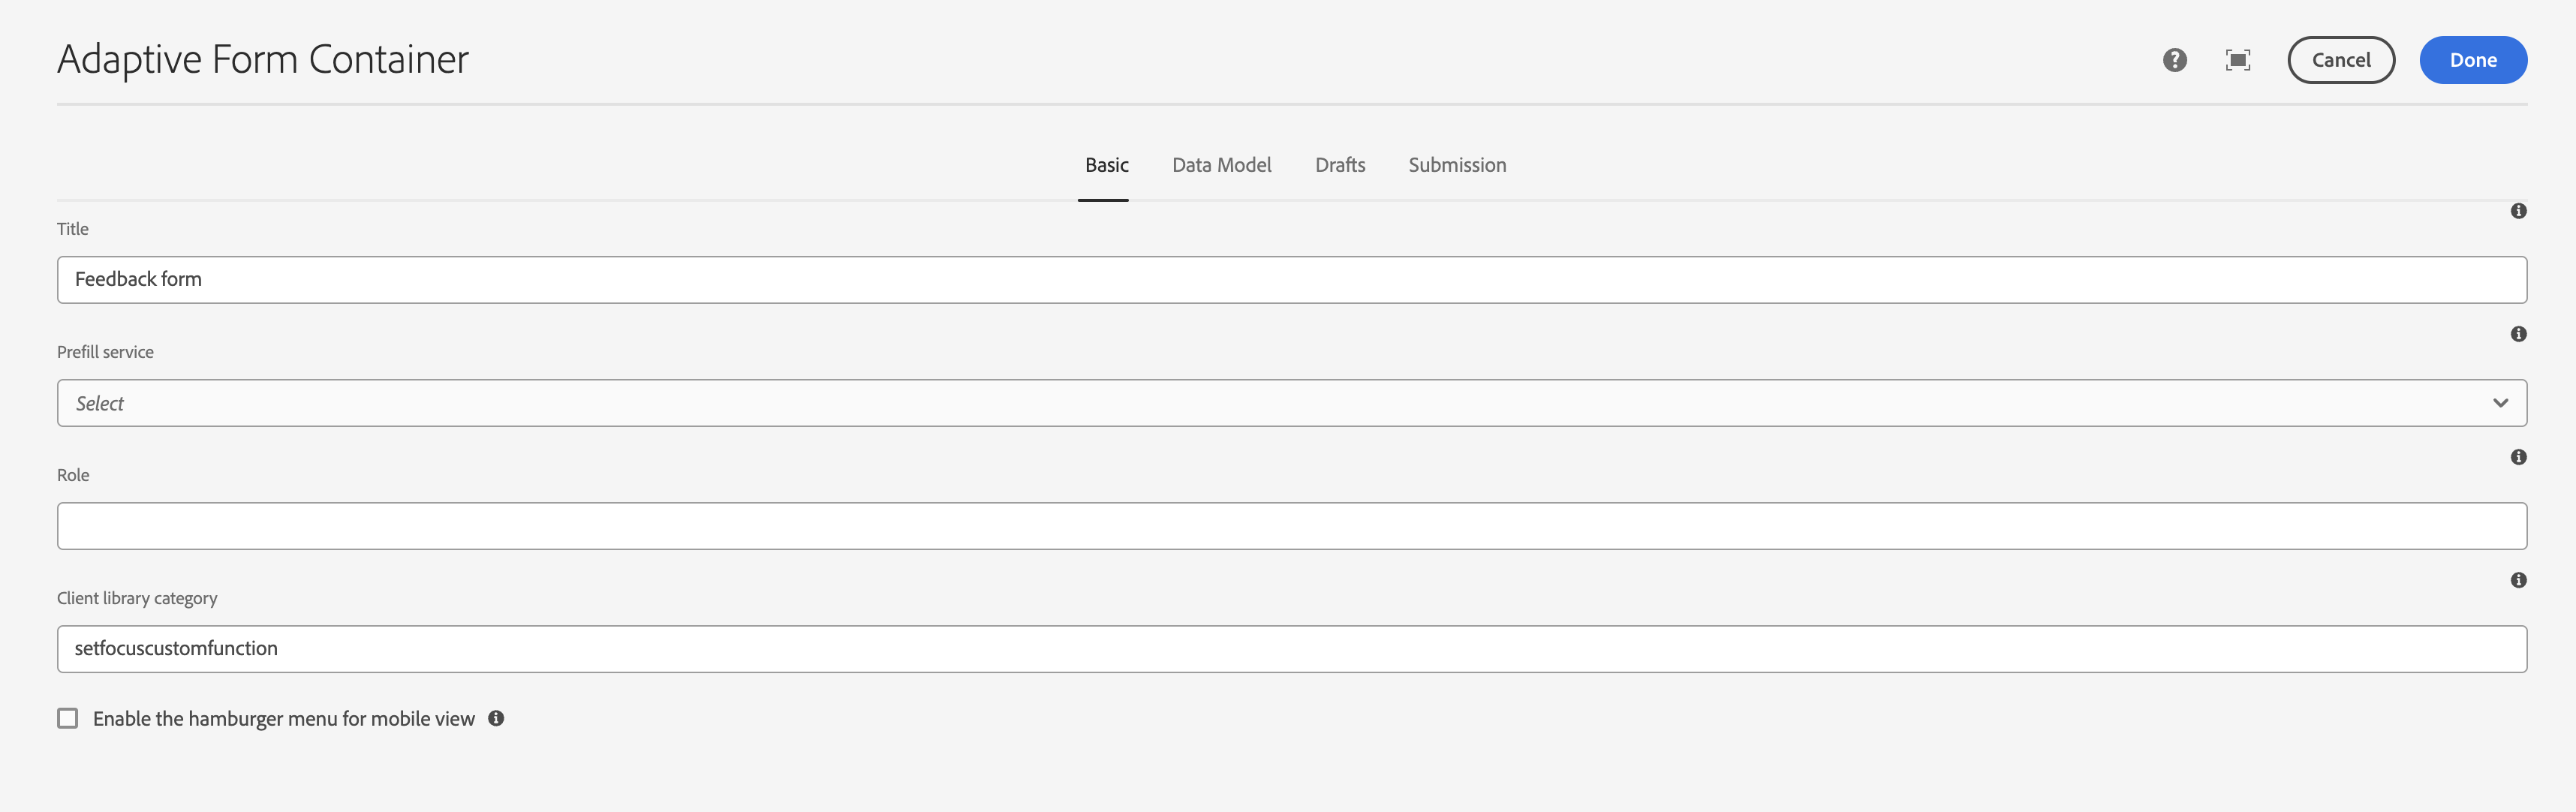 Adaptive Form Container
Cancel
Done
Basic
Data Model
Drafts
Submission
Title
Feedback form
Prefill service
Select
Role
Client library category
setfocuscustomfunction
Enable the hamburger menu for mobile view